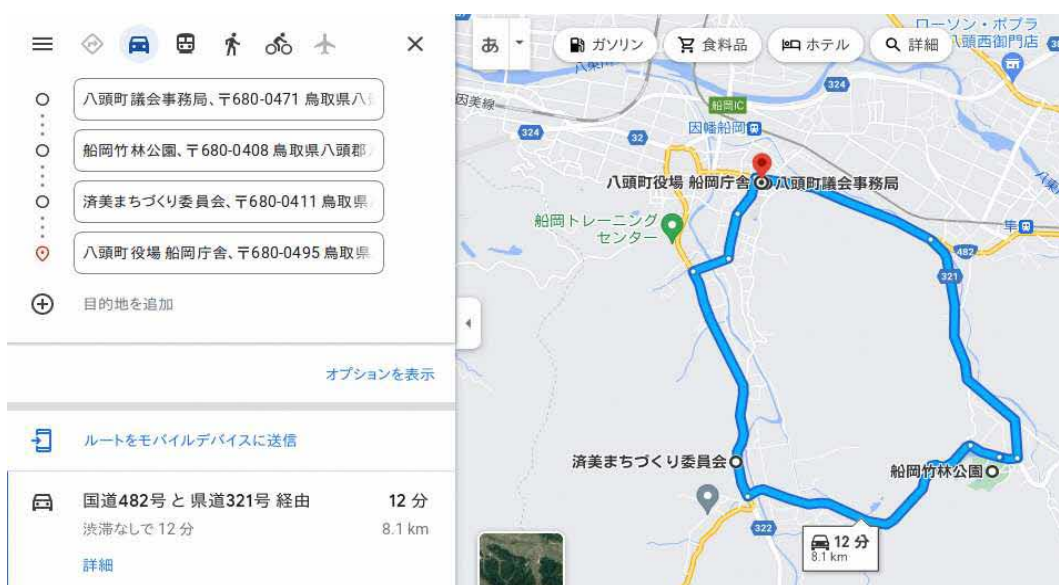 八頭町議会事務局、〒680-0471 鳥取県八
船岡竹林公園、〒680-0408 鳥取県八頭郡
済美まちづくり委員会、〒680-0411 鳥取県
八頭町役場 船岡庁舎、〒680-0495 鳥取県
目的地を追加
オプションを表示
ルートをモバイルデバイスに送信
国道482号 と 県道321号 経由
12 分
渋滞なしで 12 分
8.1 km
詳細
あ
ガソリン
食料品
ホテル
詳細
ローソン・ポプラ
八頭西御門店
因美線
324
船岡IC
324
32
因幡船岡
八頭町役場 船岡庁舎
八頭町議会事務局
船岡トレーニング
センター
隼
482
321
済美まちづくり委員会
船岡竹林公園
322
12 分
8.1 km